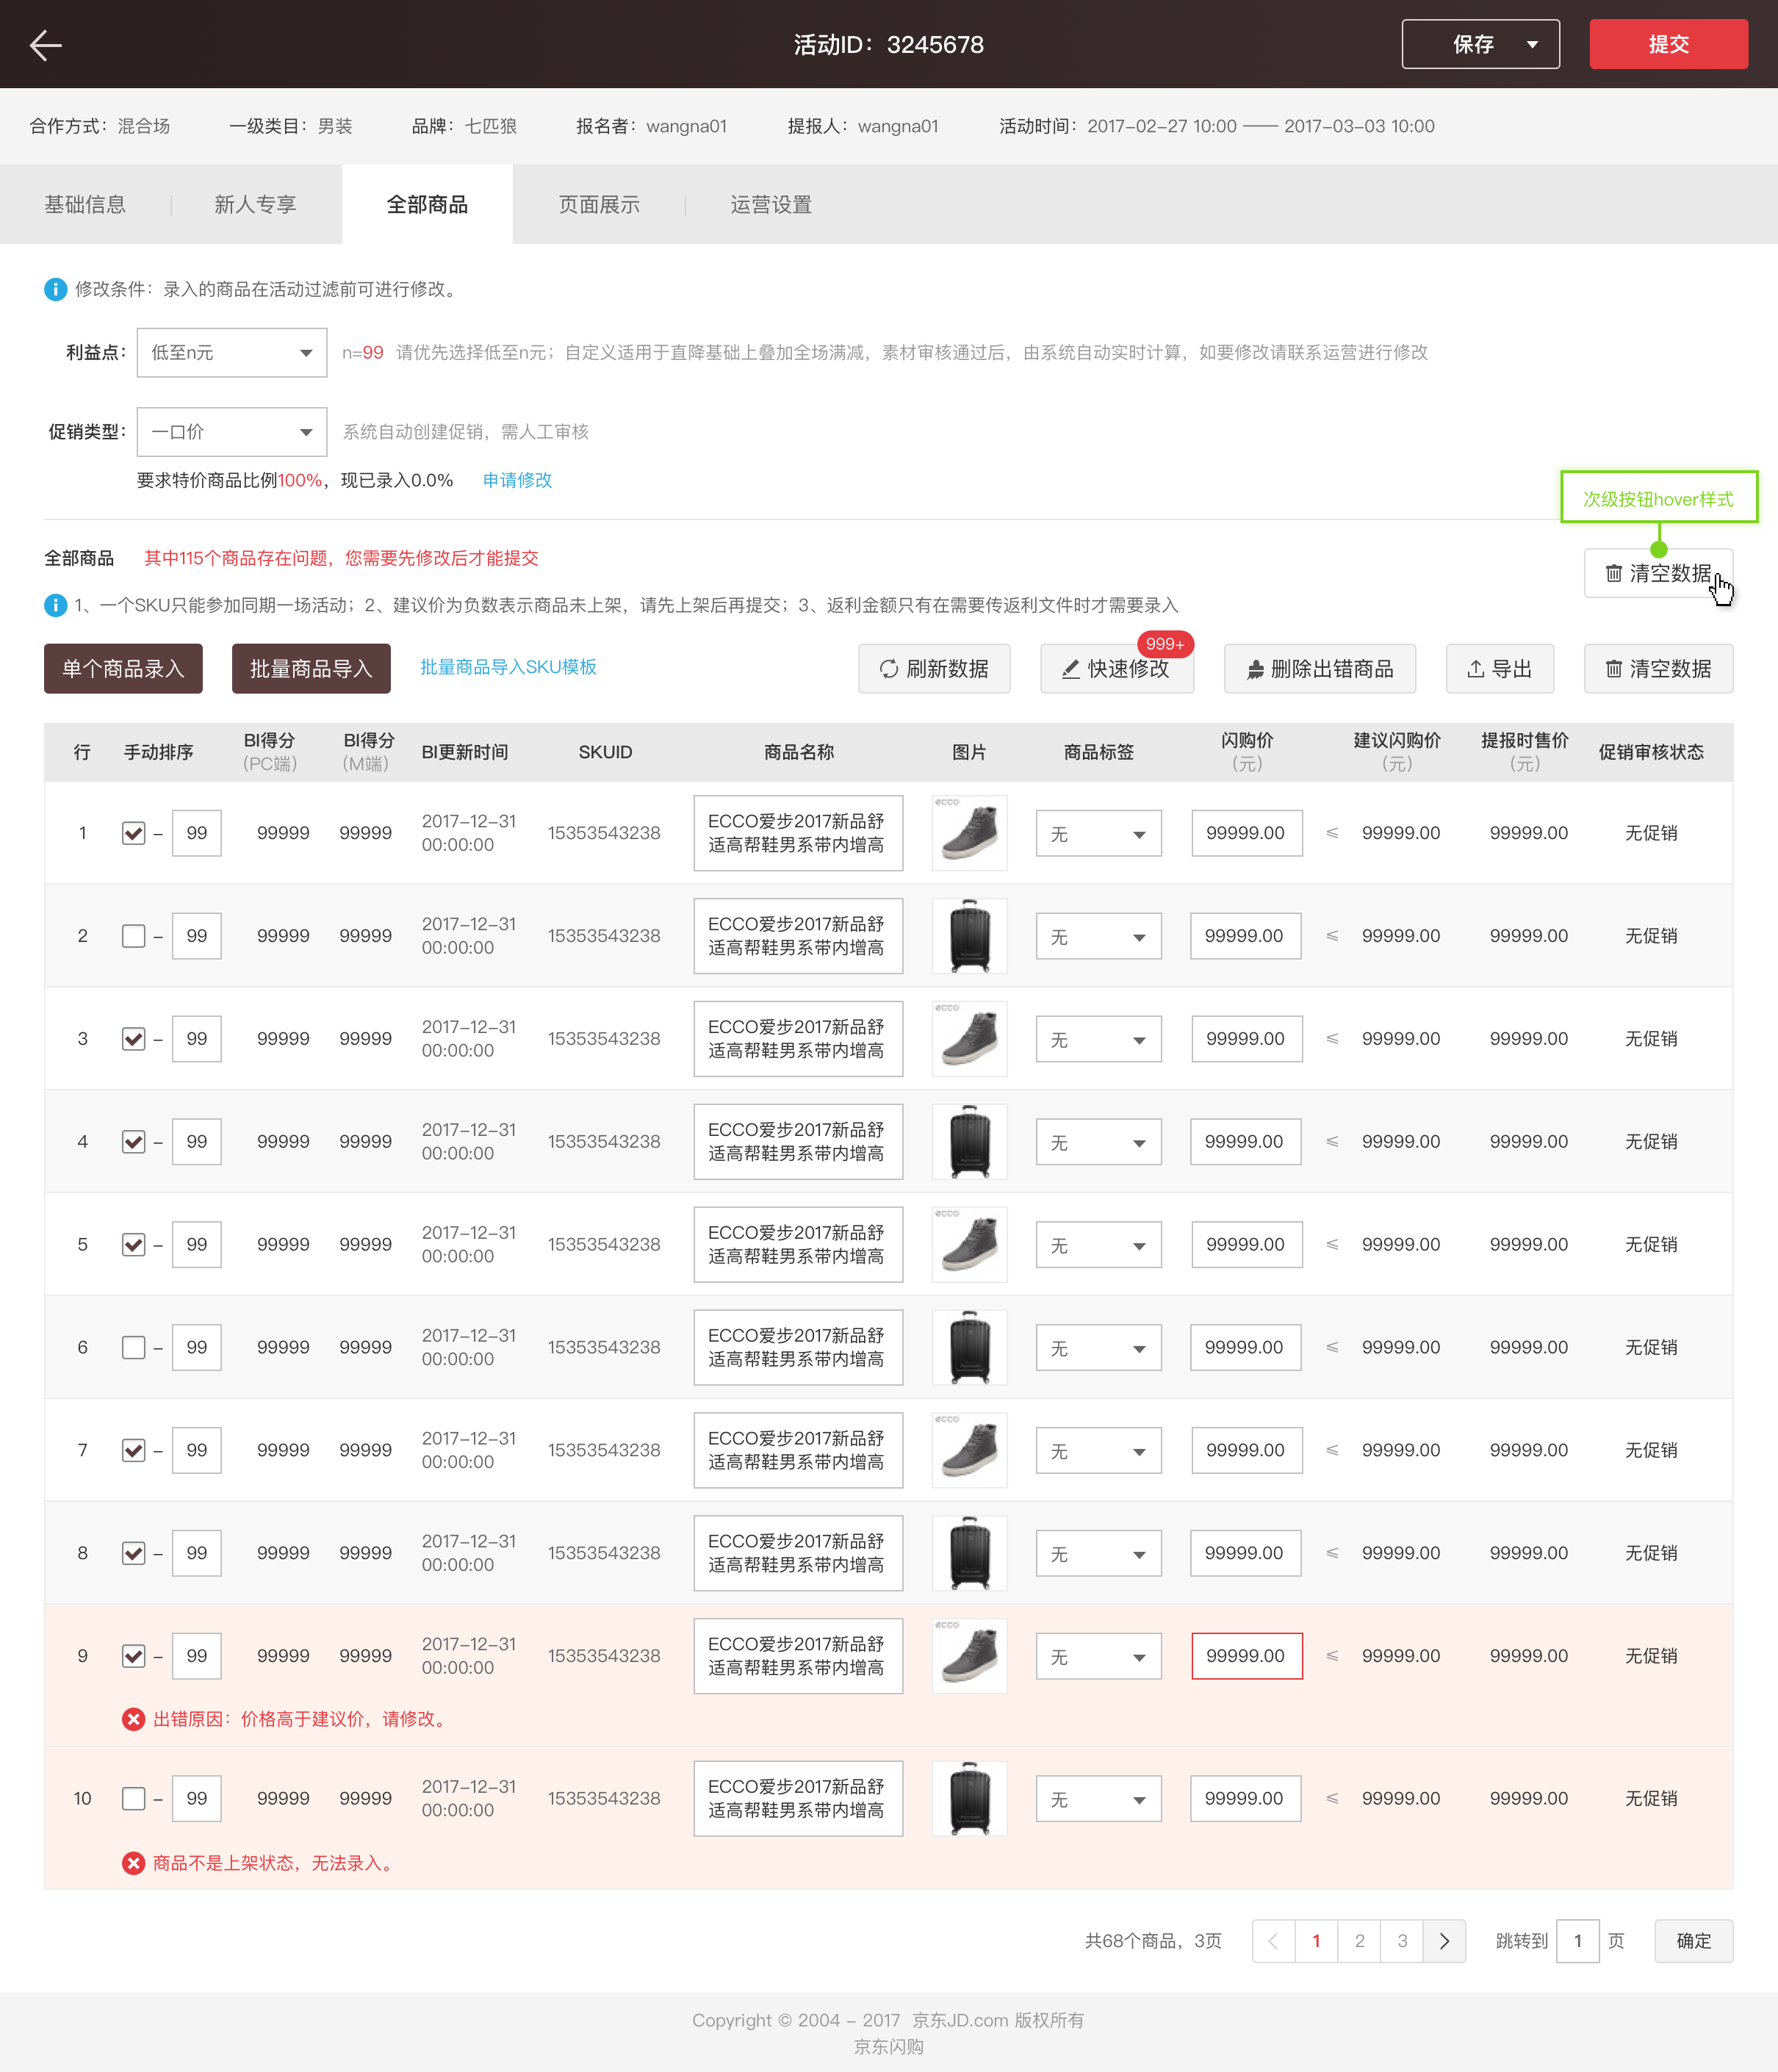 活动ID：3245678
保存
提交
合作方式：混合场 一级类目：男装 品牌：七匹狼 报名者：wangna01 提报人：wangna01 活动时间：2017-02-27 10:00 —— 2017-03-03 10:00
基础信息 新人专享 全部商品 页面展示 运营设置
修改条件：录入的商品在活动过滤前可进行修改。
利益点： 低至n元 n=99 请优先选择低至n元；自定义适用于直降基础上叠加全场满减，素材审核通过后，由系统自动实时计算，如要修改请联系运营进行修改
促销类型： 一口价 系统自动创建促销，需人工审核
要求特价商品比例100%，现已录入0.0% 申请修改
次级按钮hover样式
全部商品 其中115个商品存在问题，您需要先修改后才能提交
清空数据
1、一个SKU只能参加同期一场活动；2、建议价为负数表示商品未上架，请先上架后再提交；3、返利金额只有在需要传返利文件时才需要录入
999+
单个商品录入 批量商品导入 批量商品导入SKU模板 刷新数据 快速修改 删除出错商品 导出 清空数据
行 手动排序 BI得分 (PC端) BI得分 (M端) BI更新时间 SKUID 商品名称 图片 商品标签 闪购价 (元) 建议闪购价 (元) 提报时售价 (元) 促销审核状态
1 – 99 99999 99999 2017-12-31 00:00:00 15353543238 ECCO爱步2017新品舒适高帮鞋男系带内增高 ecco 无 99999.00 ≤ 99999.00 99999.00 无促销
2 – 99 99999 99999 2017-12-31 00:00:00 15353543238 ECCO爱步2017新品舒适高帮鞋男系带内增高 无 99999.00 ≤ 99999.00 99999.00 无促销
3 – 99 99999 99999 2017-12-31 00:00:00 15353543238 ECCO爱步2017新品舒适高帮鞋男系带内增高 ecco 无 99999.00 ≤ 99999.00 99999.00 无促销
4 – 99 99999 99999 2017-12-31 00:00:00 15353543238 ECCO爱步2017新品舒适高帮鞋男系带内增高 无 99999.00 ≤ 99999.00 99999.00 无促销
5 – 99 99999 99999 2017-12-31 00:00:00 15353543238 ECCO爱步2017新品舒适高帮鞋男系带内增高 ecco 无 99999.00 ≤ 99999.00 99999.00 无促销
6 – 99 99999 99999 2017-12-31 00:00:00 15353543238 ECCO爱步2017新品舒适高帮鞋男系带内增高 无 99999.00 ≤ 99999.00 99999.00 无促销
7 – 99 99999 99999 2017-12-31 00:00:00 15353543238 ECCO爱步2017新品舒适高帮鞋男系带内增高 ecco 无 99999.00 ≤ 99999.00 99999.00 无促销
8 – 99 99999 99999 2017-12-31 00:00:00 15353543238 ECCO爱步2017新品舒适高帮鞋男系带内增高 无 99999.00 ≤ 99999.00 99999.00 无促销
9 – 99 99999 99999 2017-12-31 00:00:00 15353543238 ECCO爱步2017新品舒适高帮鞋男系带内增高 ecco 无 99999.00 ≤ 99999.00 99999.00 无促销
出错原因：价格高于建议价，请修改。
10 – 99 99999 99999 2017-12-31 00:00:00 15353543238 ECCO爱步2017新品舒适高帮鞋男系带内增高 无 99999.00 ≤ 99999.00 99999.00 无促销
商品不是上架状态，无法录入。
共68个商品，3页 1 2 3 跳转到 1 页 确定
Copyright © 2004 - 2017 京东JD.com 版权所有
京东闪购